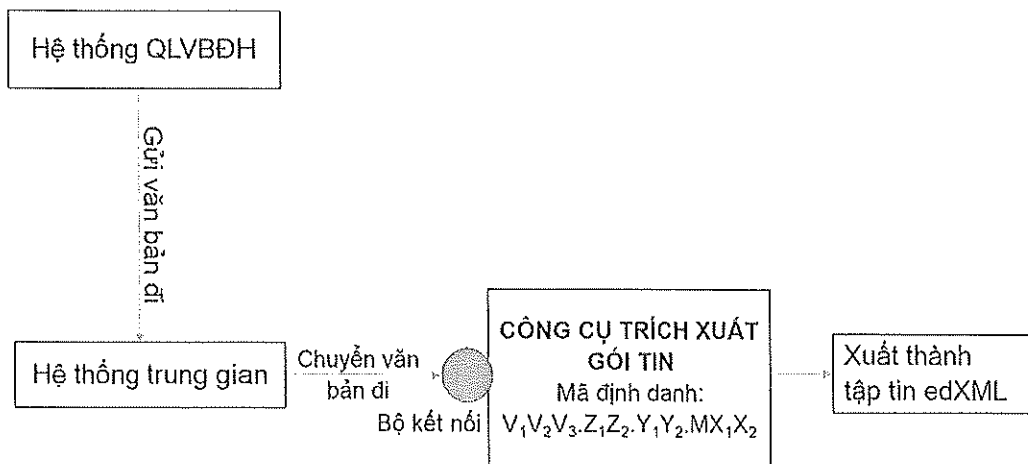 Hệ thống QLVBĐH
Gửi văn bản đi
Hệ thống trung gian
Chuyển văn
bản đi
Bộ kết nối
CÔNG CỤ TRÍCH XUẤT
GÓI TIN
Mã định danh:
V₁V₂V₃.Z₁Z₂.Y₁Y₂.MX₁X₂
Xuất thành
tập tin edXML